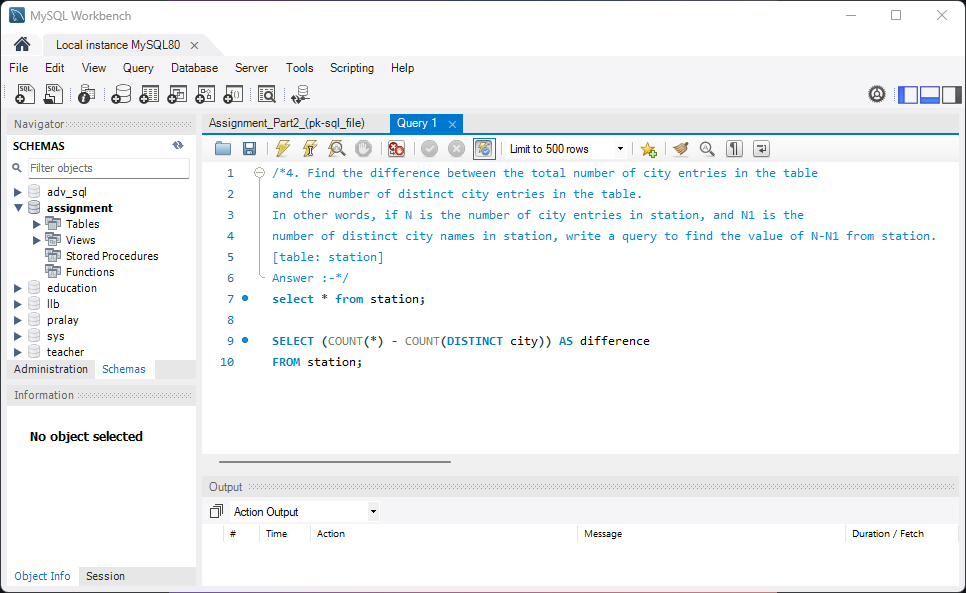 MySQL Workbench
Local instance MySQL80
File Edit View Query Database Server Tools Scripting Help
Navigator
SCHEMAS
Filter objects
adv_sql
assignment
Tables
Views
Stored Procedures
Functions
education
llb
pralay
sys
teacher
Administration Schemas
Information
No object selected
Object Info Session
Assignment_Part2_(pk-sql_file) Query 1
Limit to 500 rows
1 /*4. Find the difference between the total number of city entries in the table
2 and the number of distinct city entries in the table.
3 In other words, if N is the number of city entries in station, and N1 is the
4 number of distinct city names in station, write a query to find the value of N-N1 from station.
5 [table: station]
6 Answer :-*/
7 select * from station;
8
9 SELECT (COUNT(*) - COUNT(DISTINCT city)) AS difference
10 FROM station;
Output
Action Output
# Time Action Message Duration / Fetch